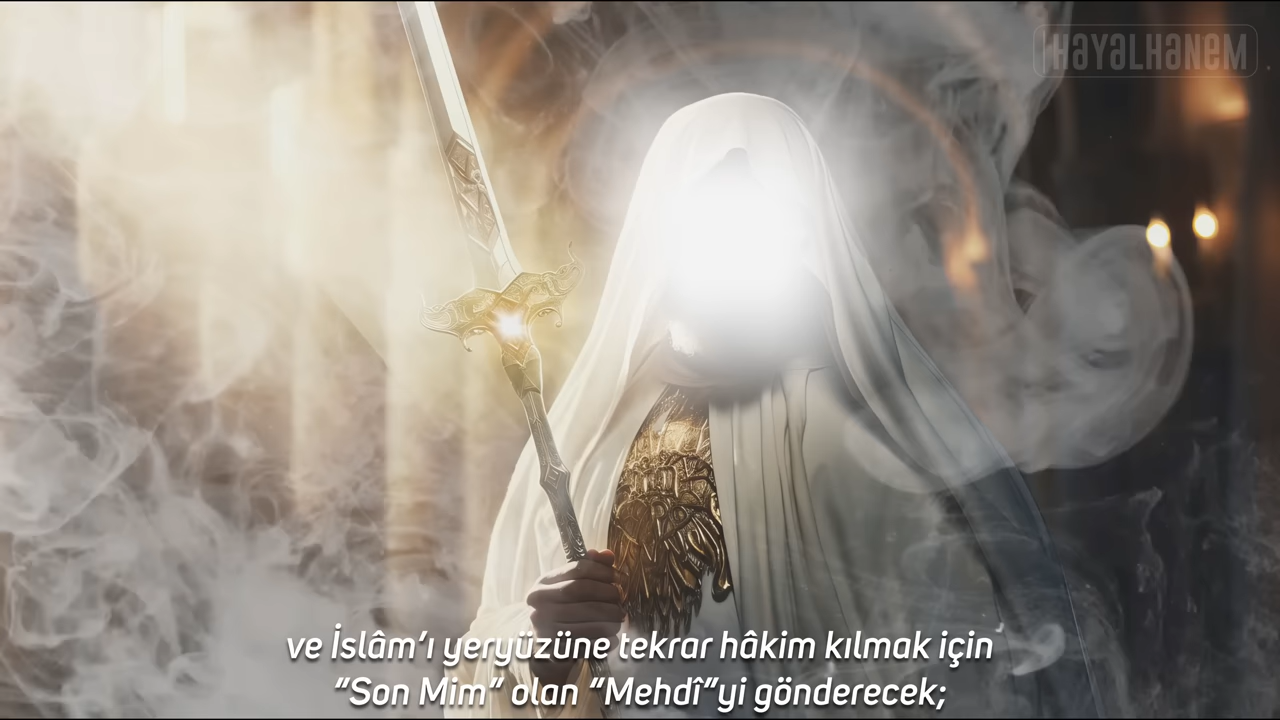 HAYALHANEM
ve İslâm’ı yeryüzüne tekrar hâkim kılmak için
“Son Mim” olan “Mehdî”yi gönderecek;